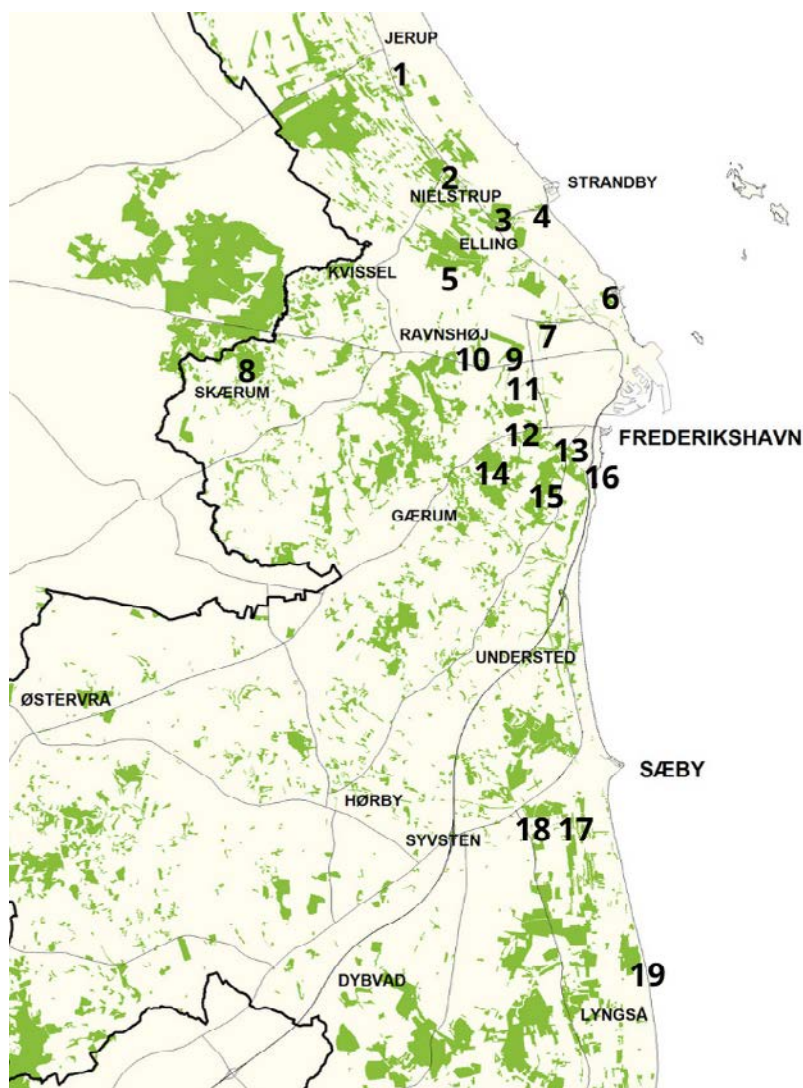 JERUP
1
2
NIELSTRUP
STRANDBY
3
4
ELLING
KVISSEL
5
6
RAVNSHØJ
7
10
9
8
SKÆRUM
11
12
FREDERIKSHAVN
13
14
16
15
GÆRUM
UNDERSTED
ØSTERVRÅ
SÆBY
HØRBY
18
17
SYVSTEN
19
DYBVAD
LYNGSÅ